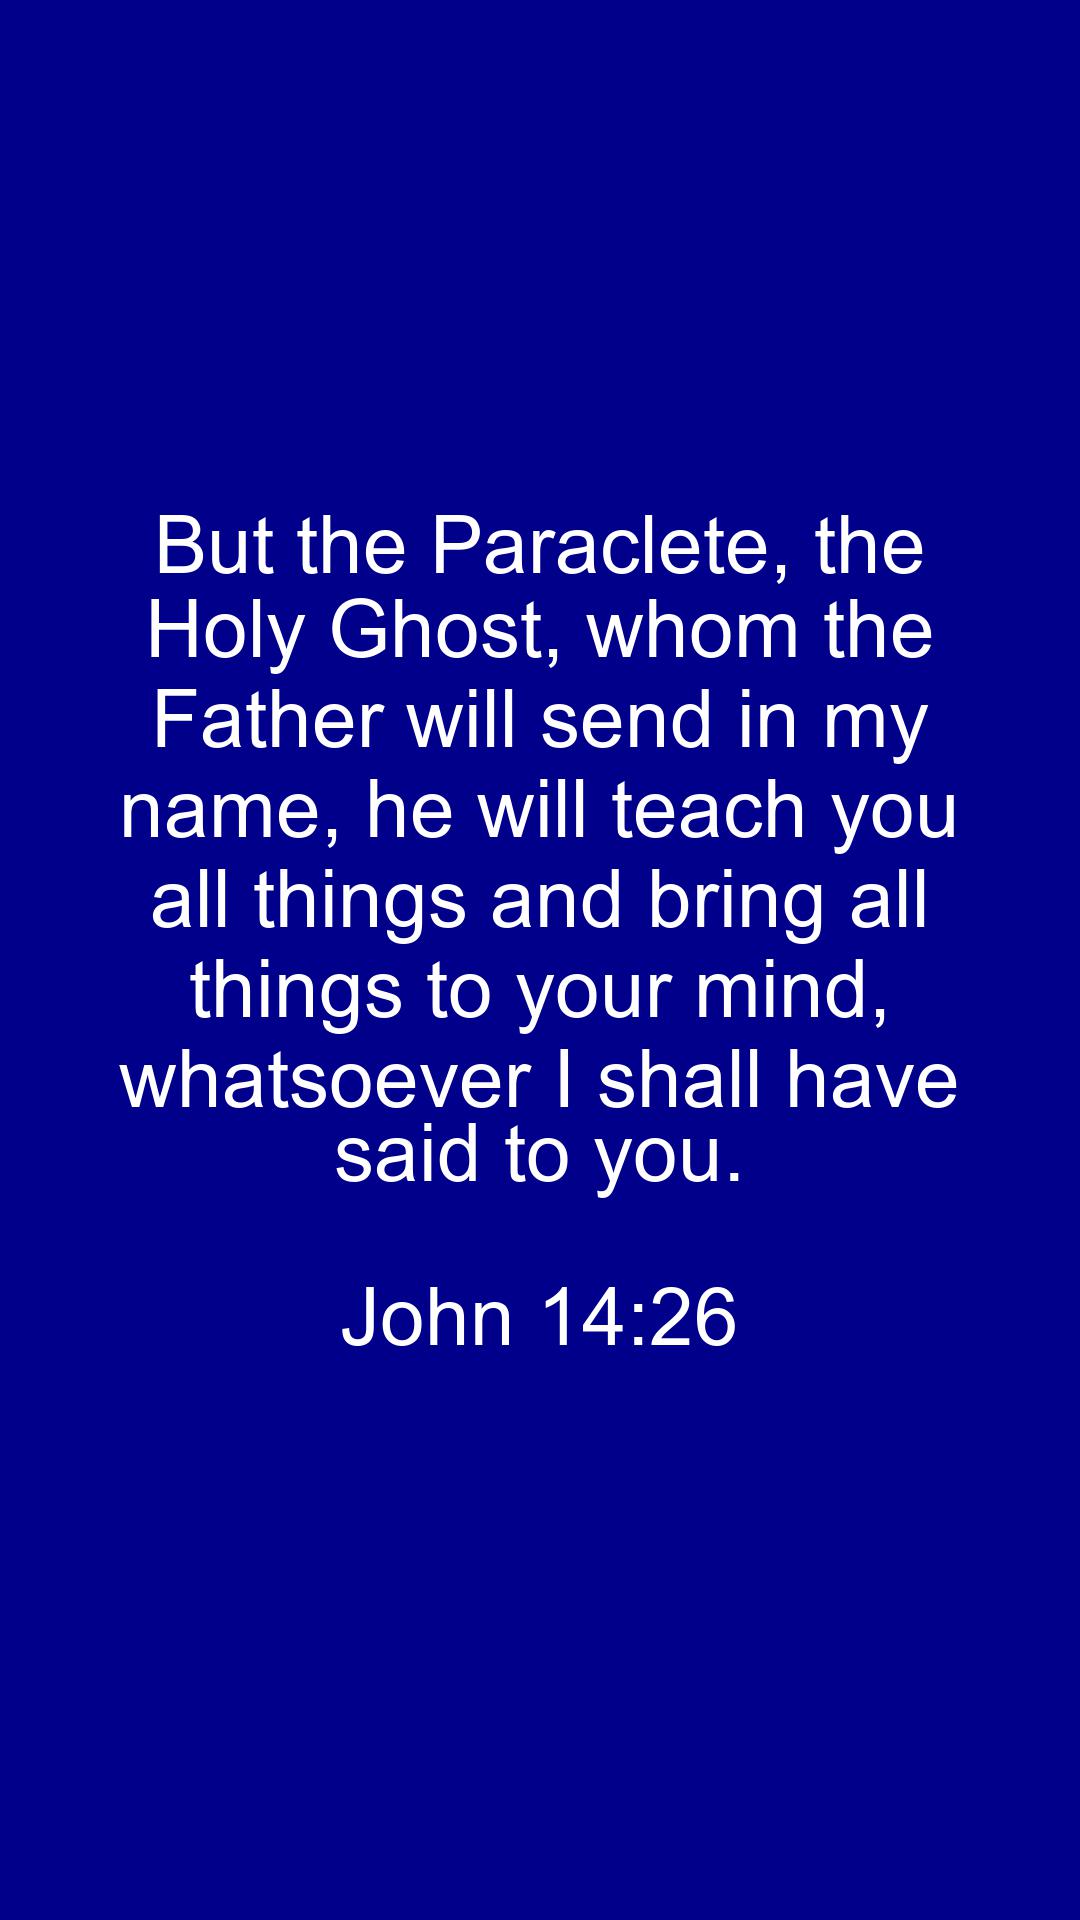 But the Paraclete, the
Holy Ghost, whom the
Father will send in my
name, he will teach you
all things and bring all
things to your mind,
whatsoever I shall have
said to you.
John 14:26